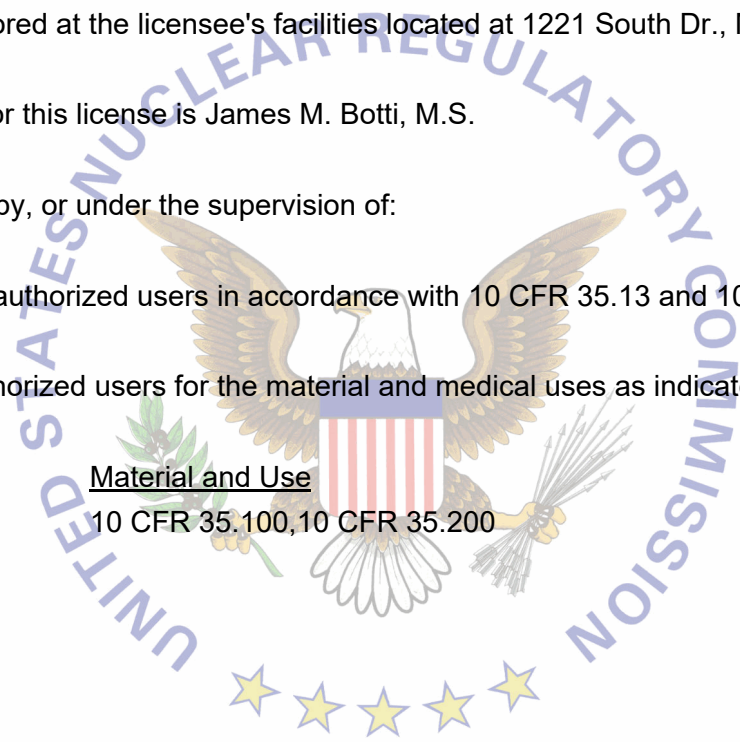 ored at the licensee's facilities located at 1221 South Dr.,
or this license is James M. Botti, M.S.
by, or under the supervision of:
authorized users in accordance with 10 CFR 35.13 and 10
horized users for the material and medical uses as indicat
Material and Use
10 CFR 35.100,10 CFR 35.200
UNITED STATES NUCLEAR REGULATORY COMMISSION